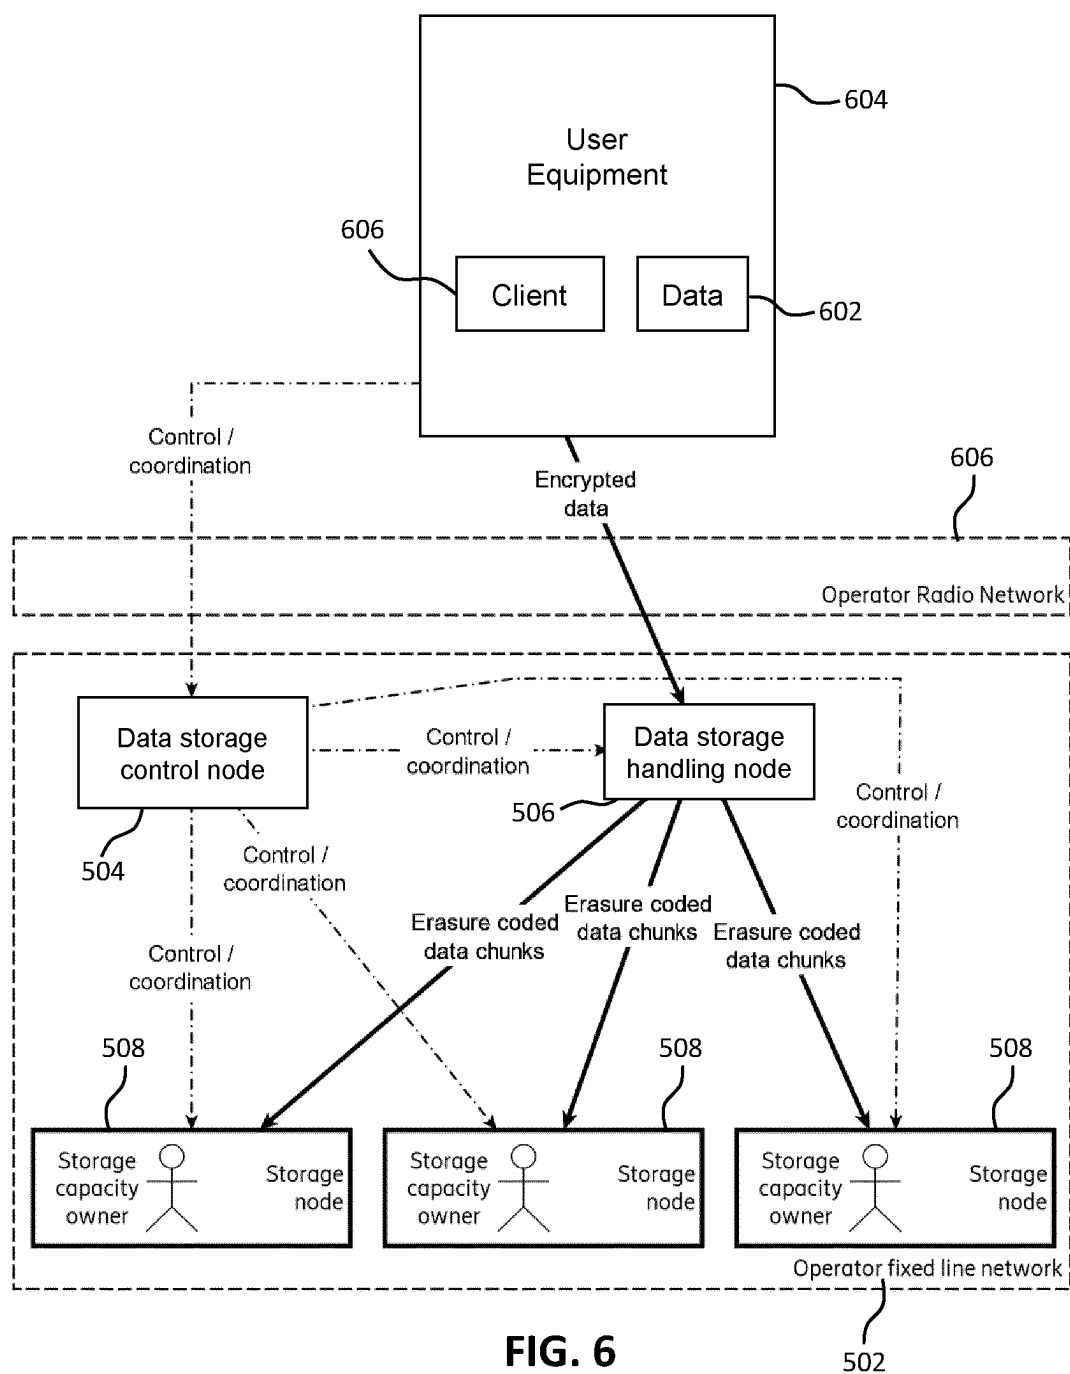 604
User
Equipment
606
Client
Data
602
Control /
coordination
Encrypted
data
606
Operator Radio Network
Data storage
control node
Control /
coordination
Data storage
handling node
506
Control /
coordination
504
Control /
coordination
Erasure coded
data chunks
Erasure coded
data chunks
Erasure coded
data chunks
Control /
coordination
508
508
508
Storage
capacity
owner
Storage
node
Storage
capacity
owner
Storage
node
Storage
capacity
owner
Storage
node
Operator fixed line network
502
FIG. 6